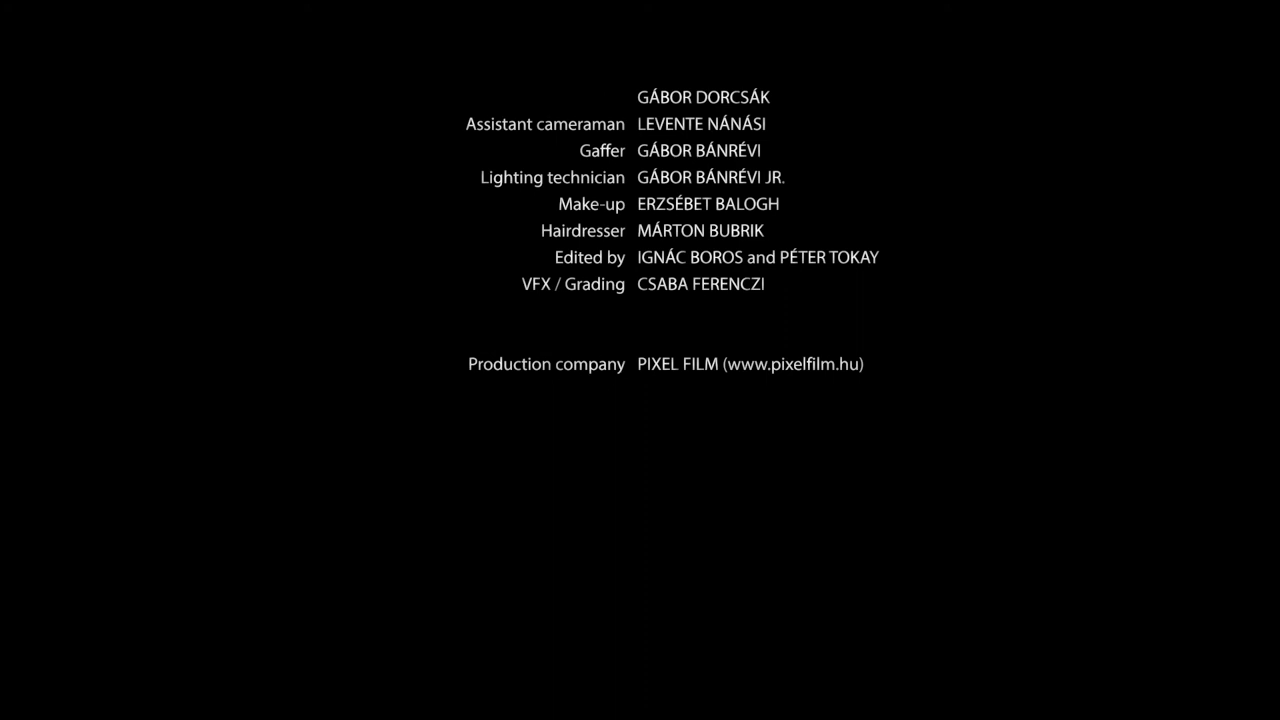 GÁBOR DORCSÁK
Assistant cameraman LEVENTE NÁNÁSI
Gaffer GÁBOR BÁNRÉVI
Lighting technician GÁBOR BÁNRÉVI JR.
Make-up ERZSÉBET BALOGH
Hairdresser MÁRTON BUBRIK
Edited by IGNÁC BOROS and PÉTER TOKAY
VFX / Grading CSABA FERENCZI
Production company PIXEL FILM (www.pixelfilm.hu)